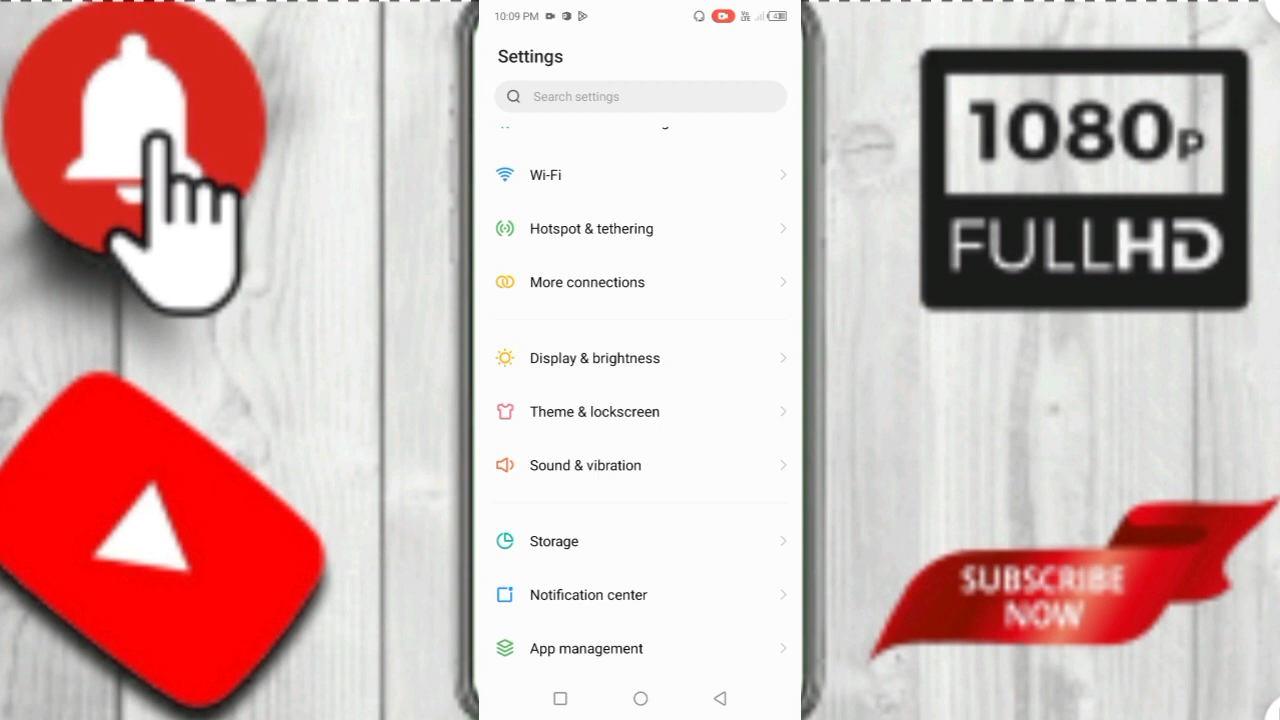 10:09 PM
Settings
Search settings
Wi-Fi
Hotspot & tethering
More connections
Display & brightness
Theme & lockscreen
Sound & vibration
Storage
Notification center
App management
1080P
FULLHD
SUBSCRIBE
NOW